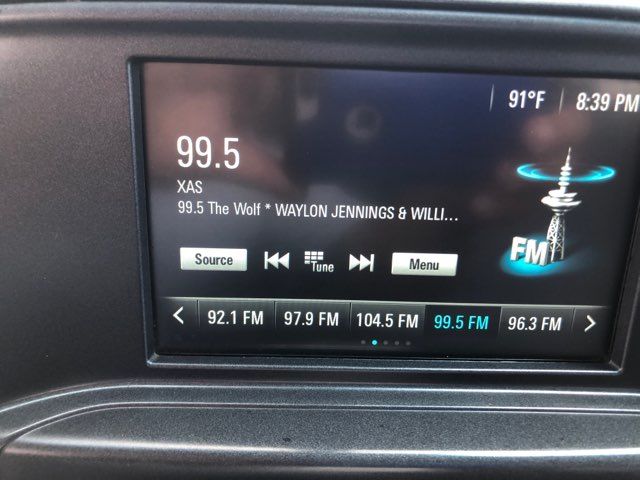 91°F 8:39 PM
99.5
XAS
99.5 The Wolf * WAYLON JENNINGS & WILLI...
FM
Source Tune Menu
92.1 FM 97.9 FM 104.5 FM 99.5 FM 96.3 FM